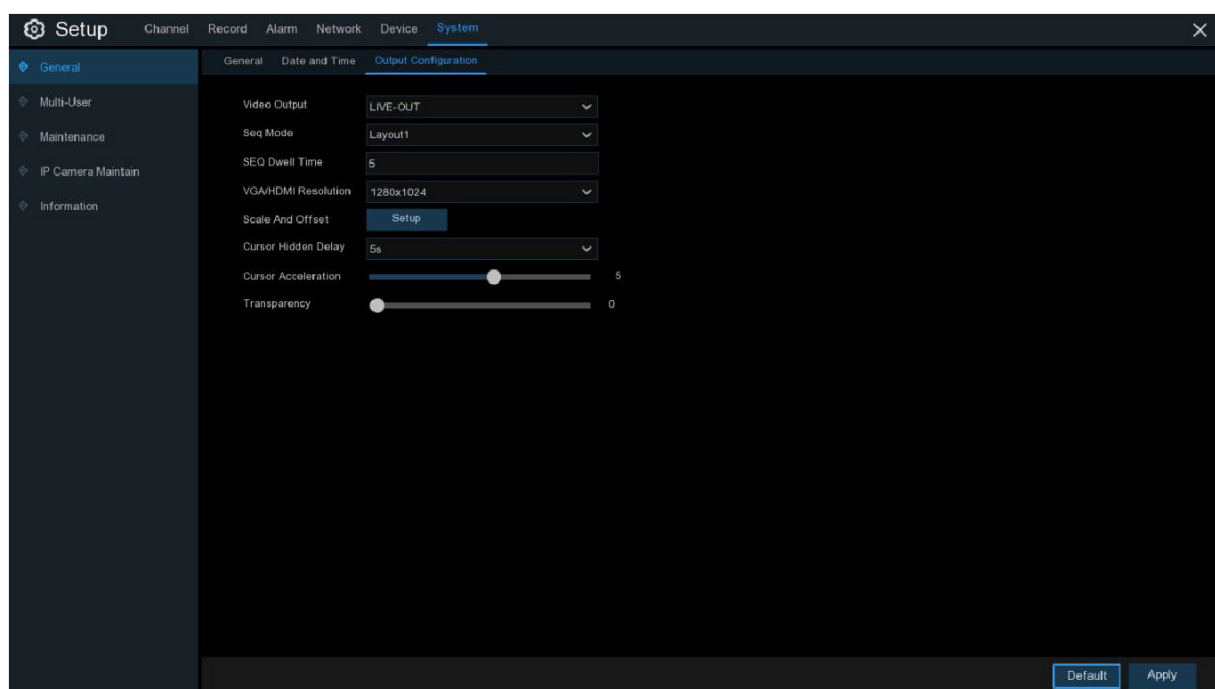 Setup Channel Record Alarm Network Device System
General Date and Time Output Configuration
General
Multi-User
Maintenance
IP Camera Maintain
Information
Video Output LIVE-OUT
Seq Mode Layout1
SEQ Dwell Time 5
VGA/HDMI Resolution 1280x1024
Scale And Offset Setup
Cursor Hidden Delay 5s
Cursor Acceleration 5
Transparency 0
Default Apply